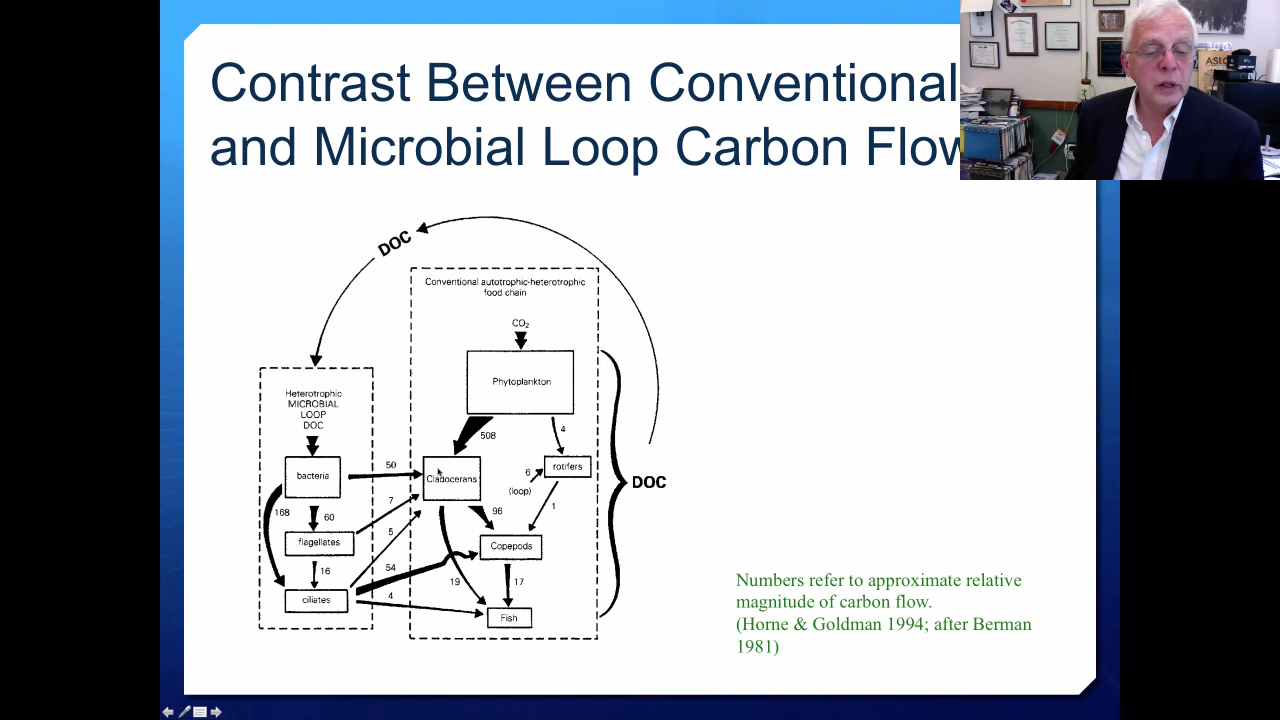 Contrast Between Conventional
and Microbial Loop Carbon Flow
ASLO
DOC
Conventional autotrophic-heterotrophic
food chain
CO₂
Phytoplankton
Heterotrophic
MICROBIAL
LOOP
DOC
508
4
bacteria
50
Cladocerans
rotifers
6
(loop)
DOC
7
168
60
96
1
flagellates
5
Copepods
16
54
19
17
ciliates
4
Fish
Numbers refer to approximate relative
magnitude of carbon flow.
(Horne & Goldman 1994; after Berman
1981)